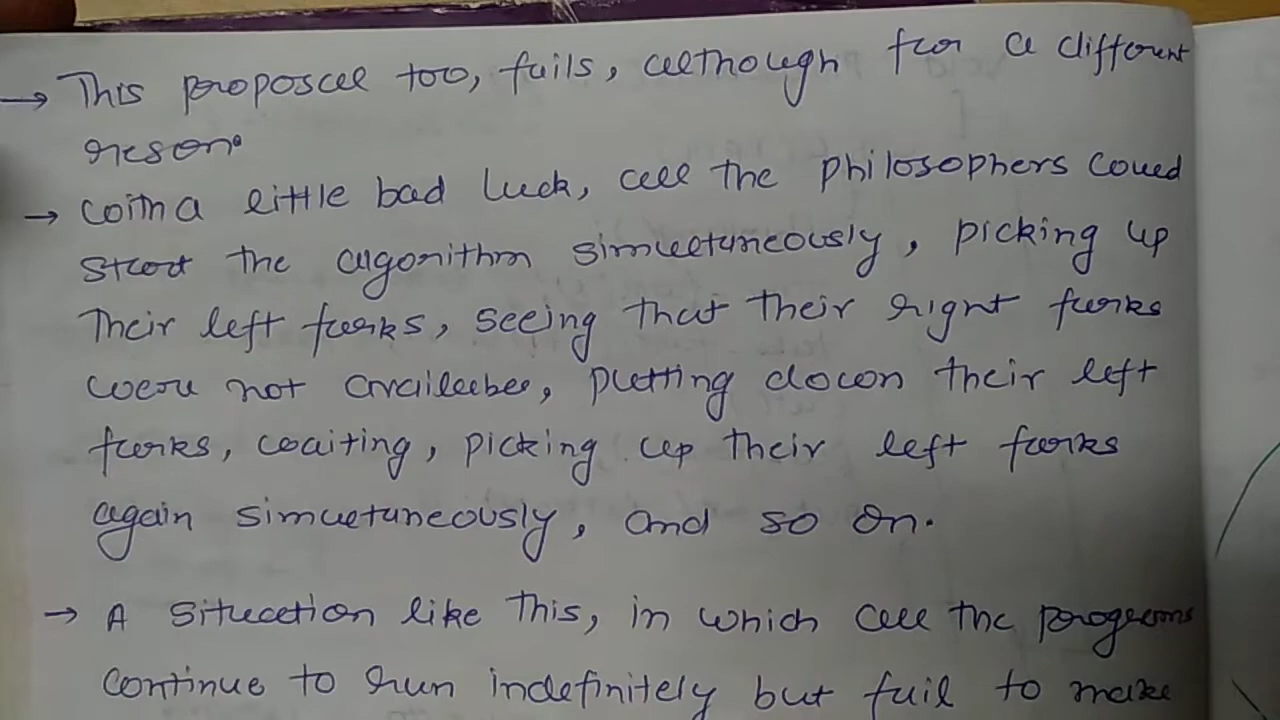 → This proposal too, fails, although for a different
reson.
→ with a little bad luck, all the philosophers could
start the algorithm simultaneously, picking up
their left forks, seeing that their right forks
were not available, putting down their left
forks, waiting, picking up their left forks
again simultaneously, and so on.
→ A situation like this, in which all the programs
continue to run indefinitely but fail to make